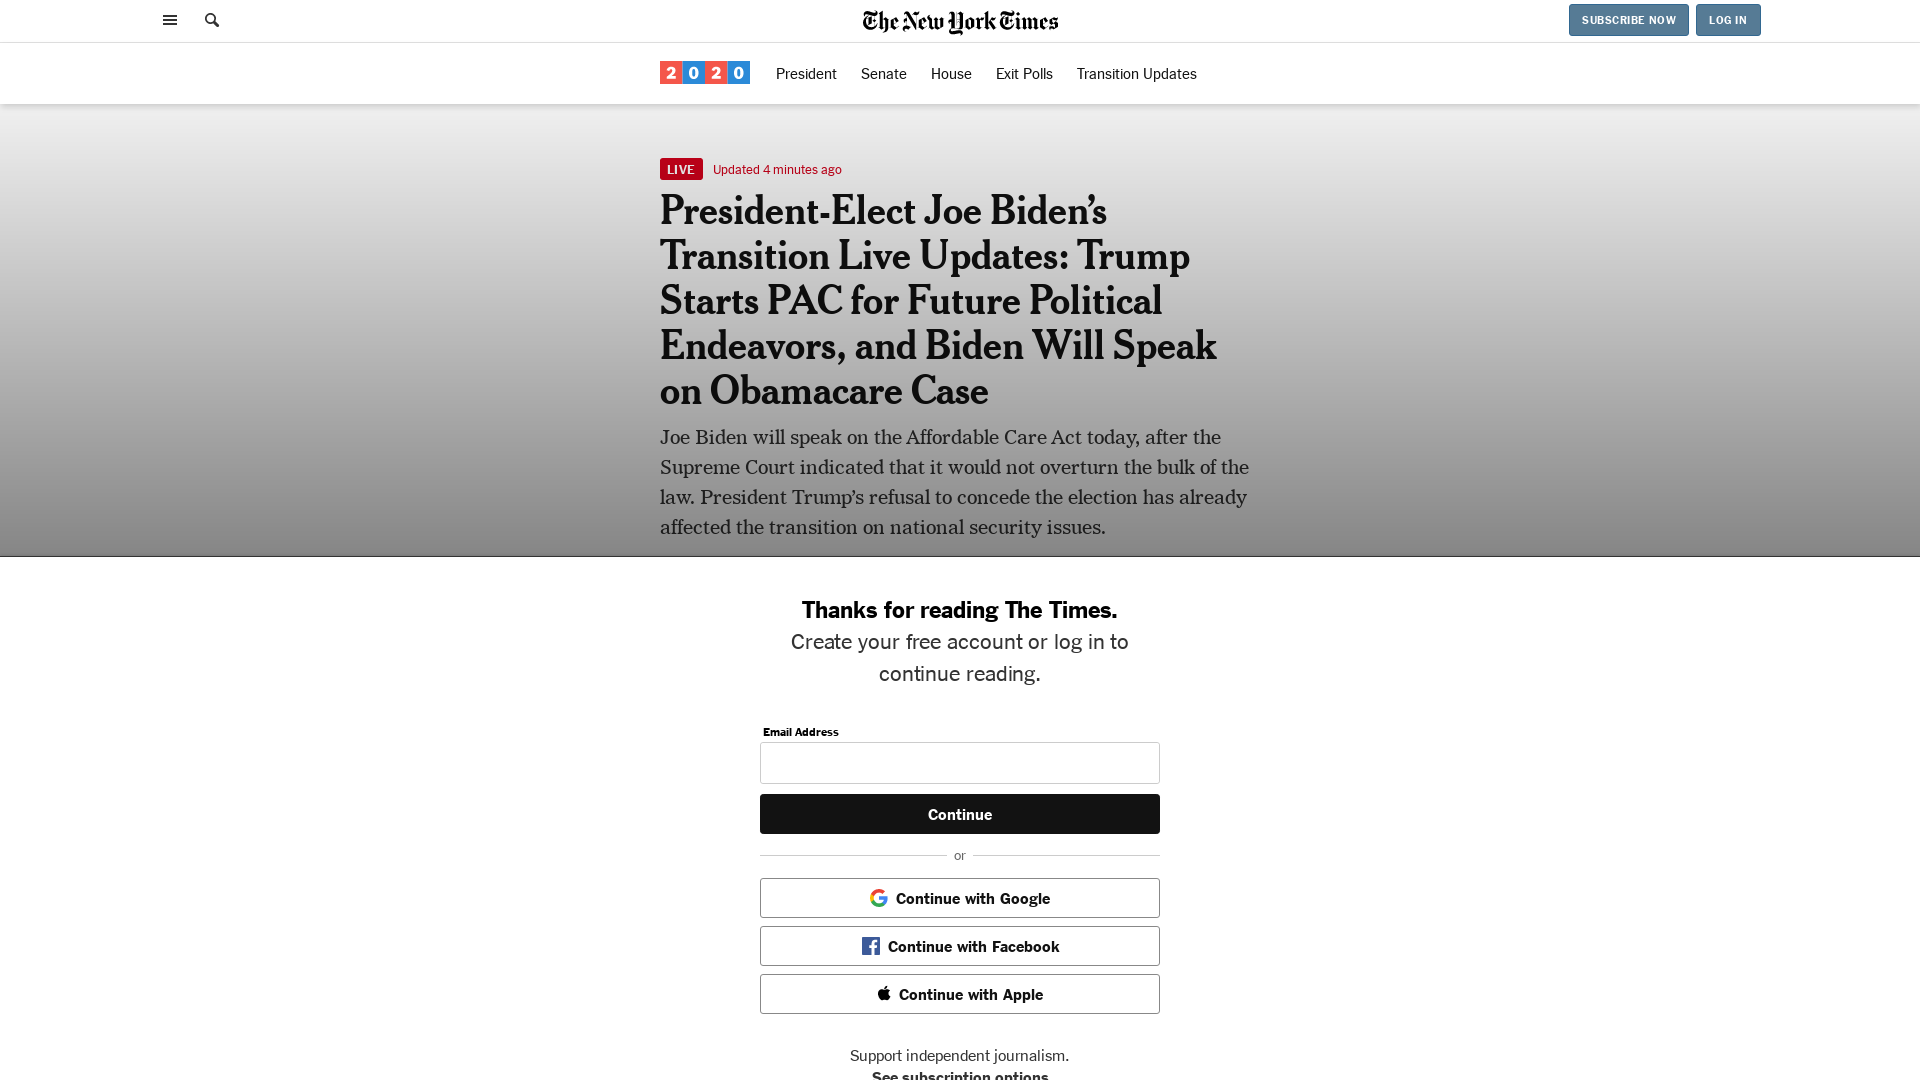 The New York Times
SUBSCRIBE NOW
LOG IN
2020
President
Senate
House
Exit Polls
Transition Updates
LIVE
Updated 4 minutes ago
President-Elect Joe Biden’s
Transition Live Updates: Trump
Starts PAC for Future Political
Endeavors, and Biden Will Speak
on Obamacare Case
Joe Biden will speak on the Affordable Care Act today, after the
Supreme Court indicated that it would not overturn the bulk of the
law. President Trump’s refusal to concede the election has already
affected the transition on national security issues.
Thanks for reading The Times.
Create your free account or log in to
continue reading.
Email Address
Continue
or
Continue with Google
Continue with Facebook
Continue with Apple
Support independent journalism.
See subscription options